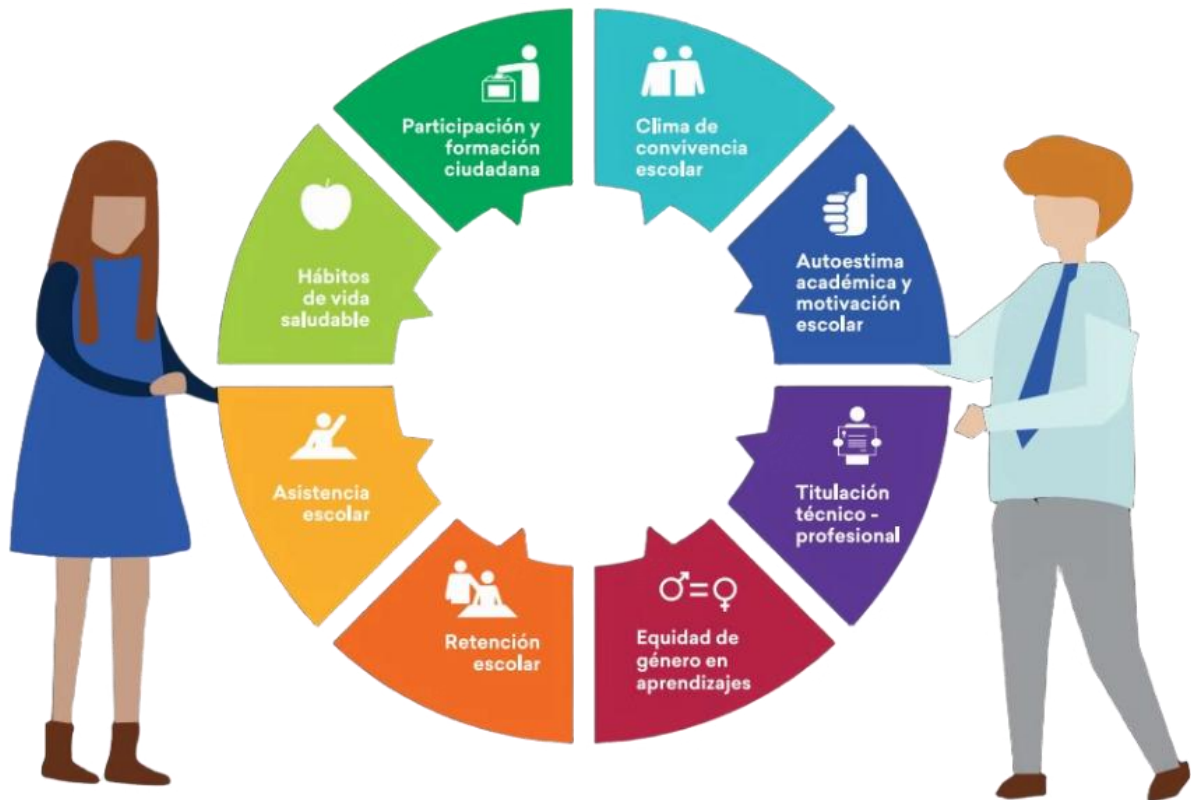 Participación y
formación
ciudadana
Clima de
convivencia
escolar
Autoestima
académica y
motivación
escolar
Titulación
técnico -
profesional
Equidad de
género en
aprendizajes
Retención
escolar
Asistencia
escolar
Hábitos
de vida
saludable